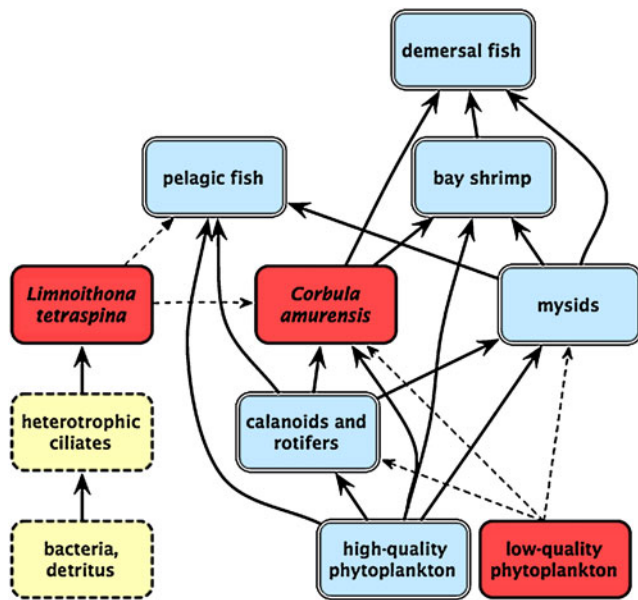 demersal fish
pelagic fish
bay shrimp
Limnoithona
tetraspina
Corbula
amurensis
mysids
heterotrophic
ciliates
calanoids and
rotifers
bacteria,
detritus
high-quality
phytoplankton
low-quality
phytoplankton